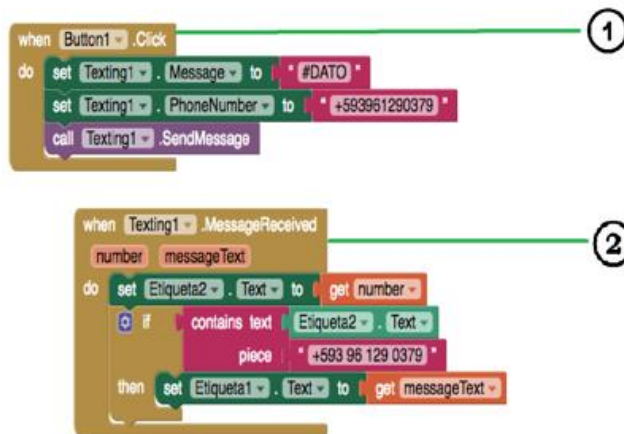 when Button1 .Click
do set Texting1 . Message to " #DATO "
set Texting1 . PhoneNumber to " +593961290379 "
call Texting1 .SendMessage
1
when Texting1 .MessageReceived
number messageText
do set Etiqueta2 . Text to get number
if contains text Etiqueta2 . Text
piece " +593 96 129 0379 "
then set Etiqueta1 . Text to get messageText
2